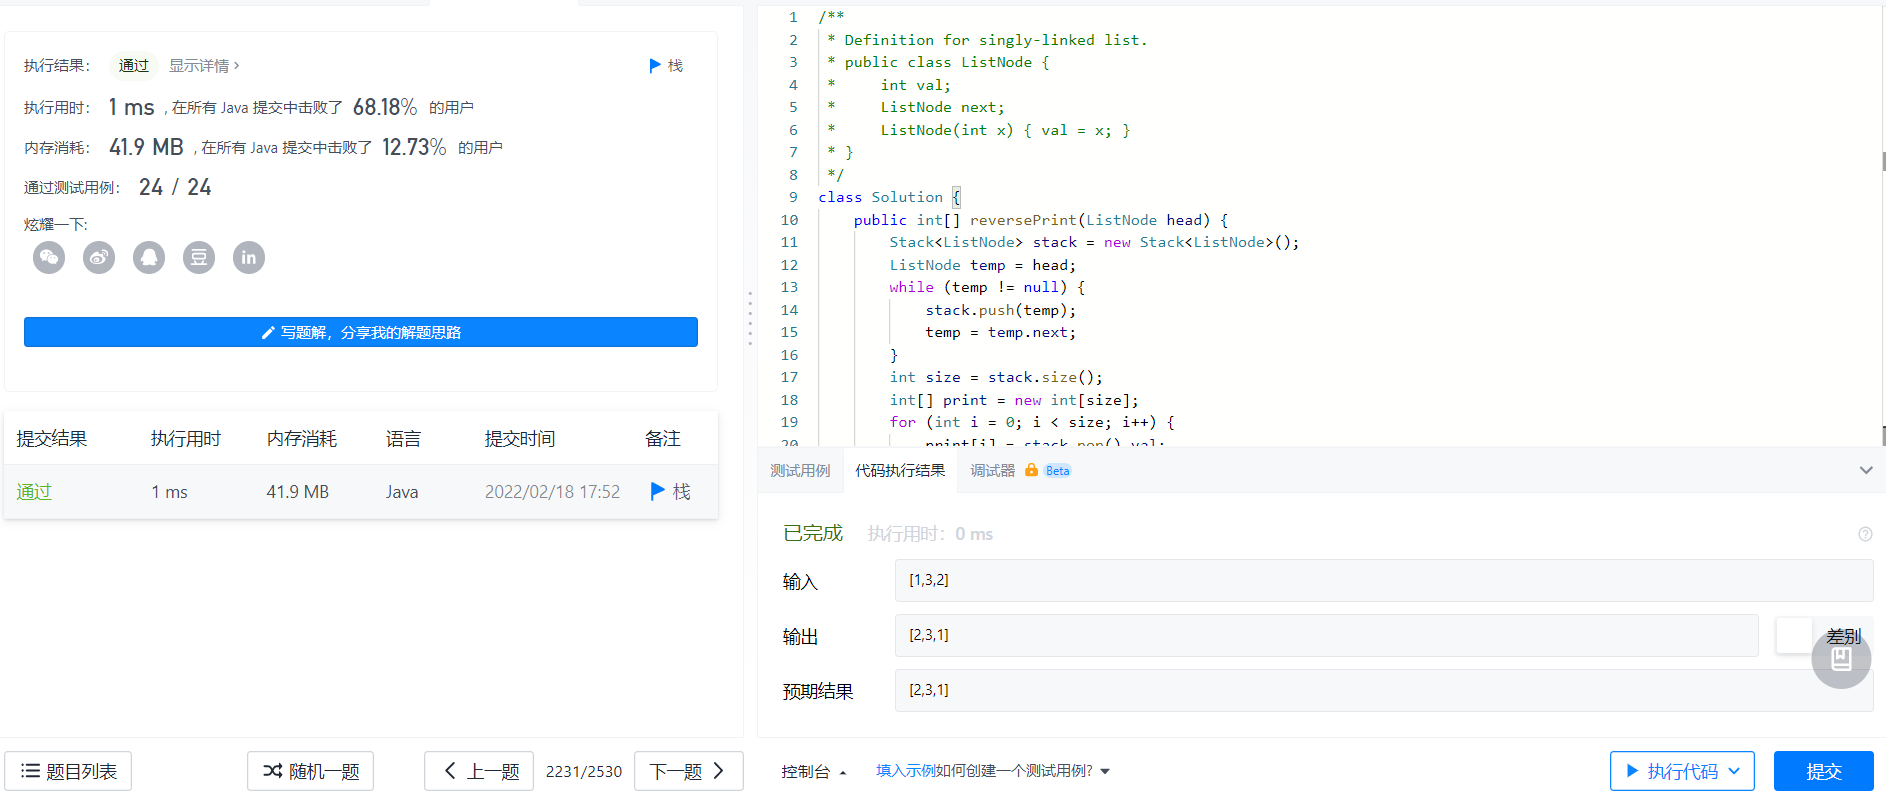 执行结果： 通过 显示详情 >
栈
执行用时： 1 ms , 在所有 Java 提交中击败了 68.18% 的用户
内存消耗： 41.9 MB , 在所有 Java 提交中击败了 12.73% 的用户
通过测试用例： 24 / 24
炫耀一下:
豆
in
写题解，分享我的解题思路
提交结果 执行用时 内存消耗 语言 提交时间 备注
通过 1 ms 41.9 MB Java 2022/02/18 17:52 栈
题目列表 随机一题 上一题 2231/2530 下一题
1 /**
2  * Definition for singly-linked list.
3  * public class ListNode {
4  *     int val;
5  *     ListNode next;
6  *     ListNode(int x) { val = x; }
7  * }
8  */
9 class Solution {
10     public int[] reversePrint(ListNode head) {
11         Stack<ListNode> stack = new Stack<ListNode>();
12         ListNode temp = head;
13         while (temp != null) {
14             stack.push(temp);
15             temp = temp.next;
16         }
17         int size = stack.size();
18         int[] print = new int[size];
19         for (int i = 0; i < size; i++) {
20             print[i] = stack.pop().val;
测试用例 代码执行结果 调试器 Beta
已完成 执行用时：0 ms
输入 [1,3,2]
输出 [2,3,1] 差别
预期结果 [2,3,1]
控制台 填入示例如何创建一个测试用例? 执行代码 提交